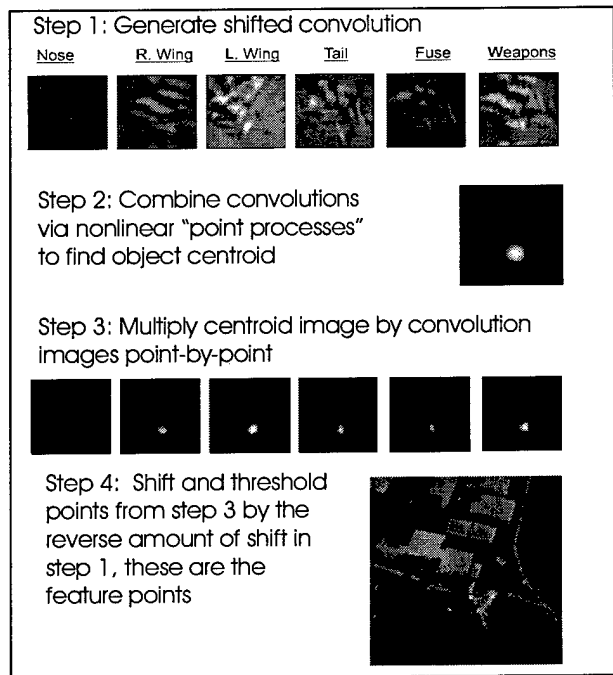 Step 1: Generate shifted convolution
Nose R. Wing L. Wing Tail Fuse Weapons
Step 2: Combine convolutions
via nonlinear "point processes"
to find object centroid
Step 3: Multiply centroid image by convolution
images point-by-point
Step 4: Shift and threshold
points from step 3 by the
reverse amount of shift in
step 1, these are the
feature points